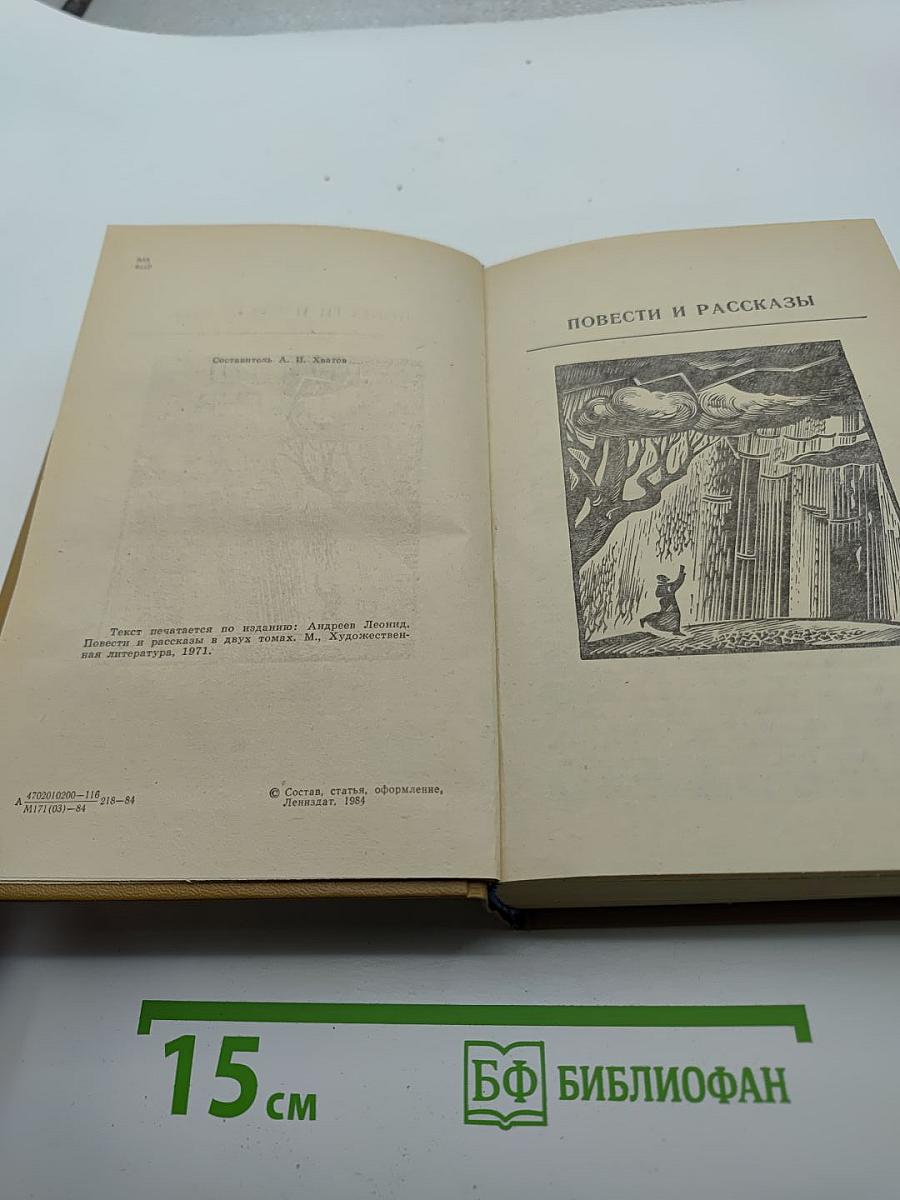 Составитель А. И. Хватов
Текст печатается по изданию: Андреев Леонид.
Повести и рассказы в двух томах. М., Художествен-
ная литература, 1971.
А 4702010200—116 218—84
М171(03)—84
© Состав, статья, оформление,
Лениздат, 1984
ПОВЕСТИ И РАССКАЗЫ
15 см
БФ БИБЛИОФАН